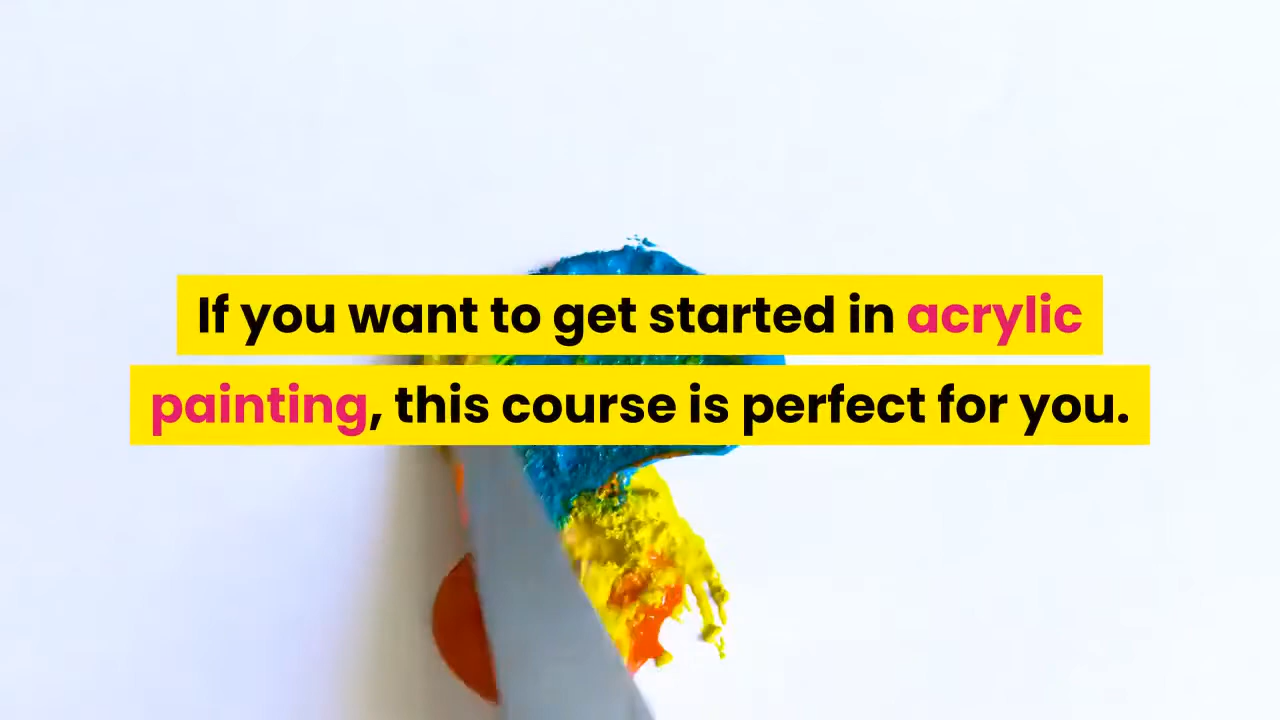 If you want to get started in acrylic
painting, this course is perfect for you.